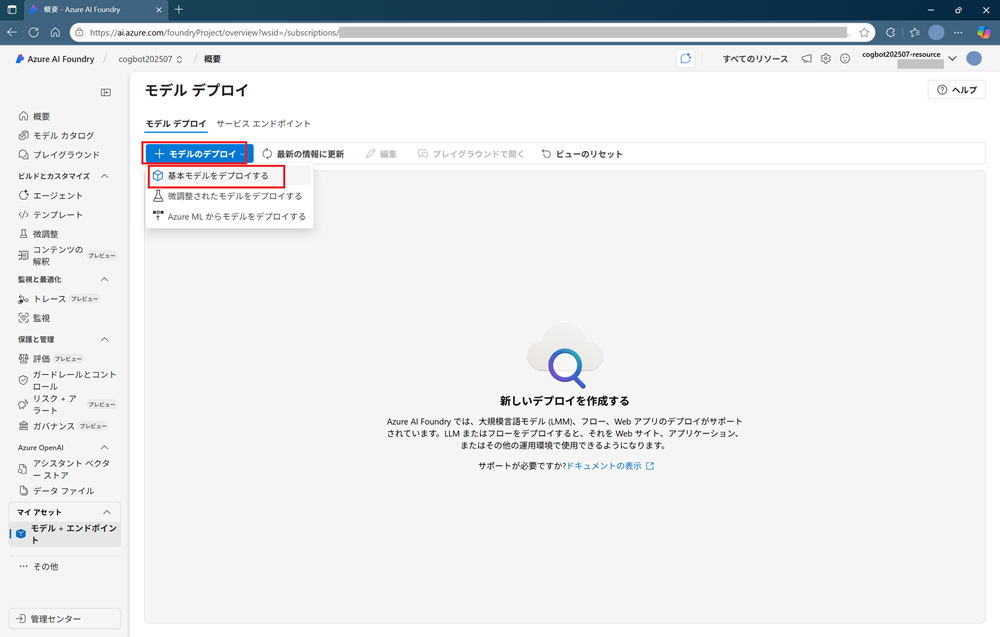 概要 - Azure AI Foundry
https://ai.azure.com/foundryProject/overview?wsid=/subscriptions/
Azure AI Foundry / cogbot202507 / 概要
すべてのリソース
cogbot202507-resource
概要
モデル カタログ
プレイグラウンド
ビルドとカスタマイズ
エージェント
テンプレート
微調整
コンテンツの
解釈 プレビュー
監視と最適化
トレース プレビュー
監視
保護と管理
評価 プレビュー
ガードレールとコント
ロール
リスク + ア
ラート プレビュー
ガバナンス プレビュー
Azure OpenAI
アシスタント ベクタ
ー ストア
データ ファイル
マイ アセット
モデル + エンドポイン
ト
その他
管理センター
モデル デプロイ
ヘルプ
モデル デプロイ サービス エンドポイント
モデルのデプロイ 最新の情報に更新 編集 プレイグラウンドで開く ビューのリセット
基本モデルをデプロイする
微調整されたモデルをデプロイする
Azure ML からモデルをデプロイする
新しいデプロイを作成する
Azure AI Foundry では、大規模言語モデル (LMM)、フロー、Web アプリのデプロイがサポート
されています。LLM またはフローをデプロイすると、それを Web サイト、アプリケーション、
またはその他の運用環境で使用できるようになります。
サポートが必要ですか?ドキュメントの表示